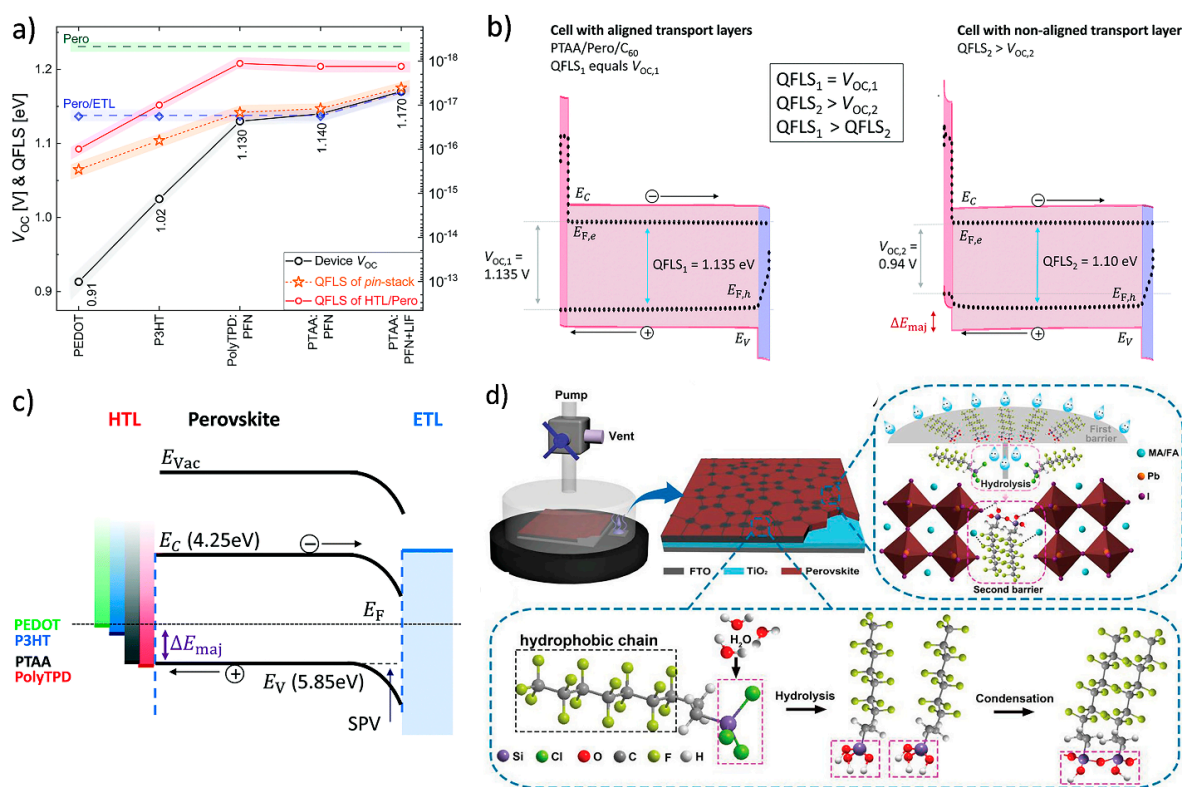 a)
V_OC [V] & QFLS [eV]
1.2
1.1
1.0
0.9
Pero
Pero/ETL
0.91
1.02
1.130
1.140
1.170
10⁻¹⁸
10⁻¹⁷
10⁻¹⁶
10⁻¹⁵
10⁻¹⁴
10⁻¹³
Device V_OC
QFLS of pin-stack
QFLS of HTL/Pero
PEDOT
P3HT
PolyTPD:
PFN
PTAA:
PFN
PTAA:
PFN+LIF
b)
Cell with aligned transport layers
PTAA/Pero/C₆₀
QFLS₁ equals V_OC,1
QFLS₁ = V_OC,1
QFLS₂ > V_OC,2
QFLS₁ > QFLS₂
Cell with non-aligned transport layer
QFLS₂ > V_OC,2
E_C
−
E_F,e
V_OC,1
= 1.135 V
QFLS₁ = 1.135 eV
E_F,h
+
E_V
E_C
−
E_F,e
V_OC,2 =
0.94 V
QFLS₂ = 1.10 eV
E_F,h
ΔE_maj
+
E_V
c)
HTL
Perovskite
ETL
E_Vac
E_C (4.25eV)
−
E_F
PEDOT
P3HT
PTAA
PolyTPD
ΔE_maj
+
E_V (5.85eV)
SPV
d)
Pump
Vent
FTO
TiO₂
Perovskite
First
barrier
Hydrolysis
MA/FA
Pb
I
Second barrier
hydrophobic chain
H₂O
Hydrolysis
Condensation
Si
Cl
O
C
F
H